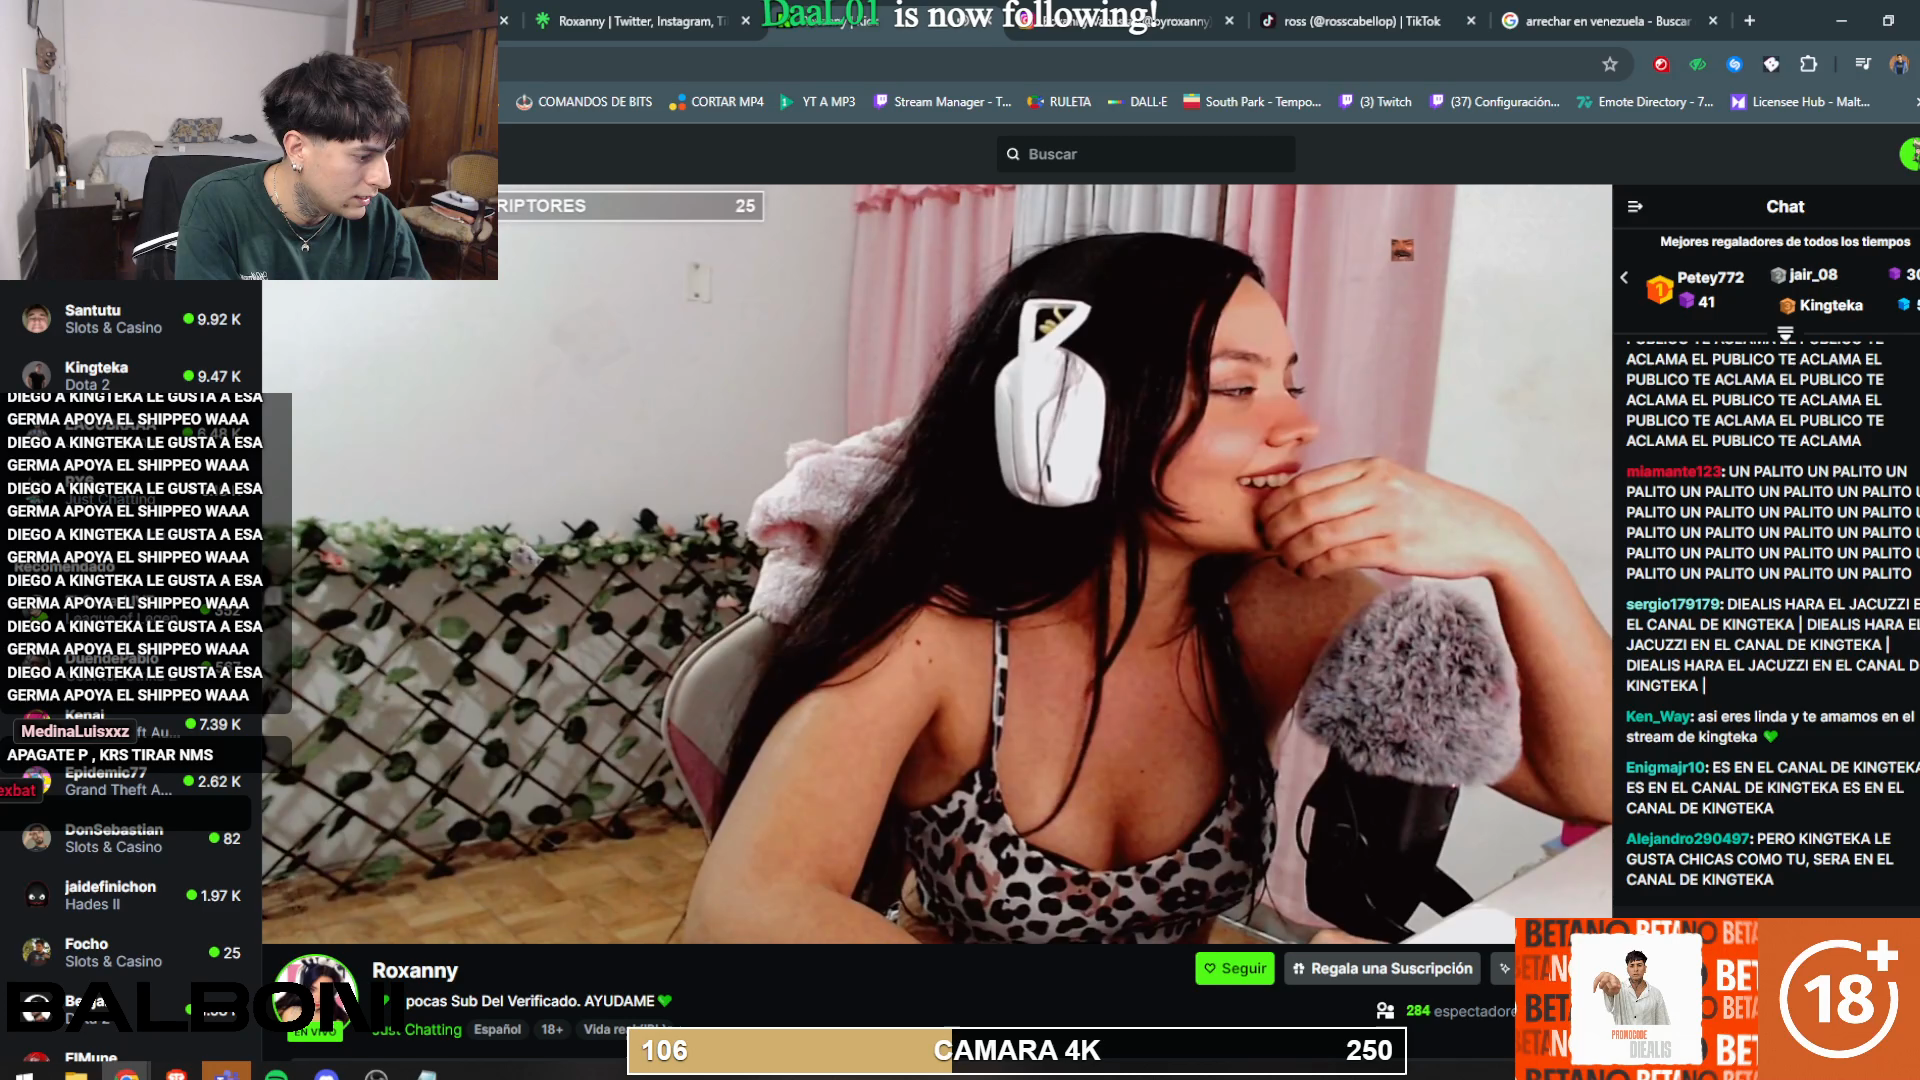 DaaL01 is now following!
Roxanny | Twitter, Instagram, Ti
ross (@rosscabellop) | TikTok
arrechar en venezuela - Buscar
COMANDOS DE BITS
CORTAR MP4
YT A MP3
Stream Manager - T...
RULETA
DALL·E
South Park - Tempo...
(3) Twitch
(37) Configuración...
Emote Directory - 7...
Licensee Hub - Malt...
Buscar
RIPTORES 25
Santutu
Slots & Casino
9.92 K
Kingteka
Dota 2
9.47 K
DIEGO A KINGTEKA LE GUSTA A ESA
GERMA APOYA EL SHIPPEO WAAA
DIEGO A KINGTEKA LE GUSTA A ESA
GERMA APOYA EL SHIPPEO WAAA
DIEGO A KINGTEKA LE GUSTA A ESA
GERMA APOYA EL SHIPPEO WAAA
DIEGO A KINGTEKA LE GUSTA A ESA
GERMA APOYA EL SHIPPEO WAAA
DIEGO A KINGTEKA LE GUSTA A ESA
GERMA APOYA EL SHIPPEO WAAA
DIEGO A KINGTEKA LE GUSTA A ESA
GERMA APOYA EL SHIPPEO WAAA
DIEGO A KINGTEKA LE GUSTA A ESA
GERMA APOYA EL SHIPPEO WAAA
Just Chatting
Recomendado
DuendePablo
Kenai
7.39 K
MedinaLuisxxz
APAGATE P , KRS TIRAR NMS
Epidemic77
Grand Theft A...
2.62 K
exbat
DonSebastian
Slots & Casino
82
jaidefinichon
Hades II
1.97 K
Focho
Slots & Casino
25
BALBONI
ElMune
Roxanny
pocas Sub Del Verificado. AYUDAME
EN VIVO
Just Chatting
Español
18+
Seguir
Regala una Suscripción
284 espectadore
106 CAMARA 4K 250
Chat
Mejores regaladores de todos los tiempos
Petey772
41
jair_08
Kingteka
ACLAMA EL PUBLICO TE ACLAMA EL
PUBLICO TE ACLAMA EL PUBLICO TE
ACLAMA EL PUBLICO TE ACLAMA EL
PUBLICO TE ACLAMA EL PUBLICO TE
ACLAMA EL PUBLICO TE ACLAMA
miamante123: UN PALITO UN PALITO UN
PALITO UN PALITO UN PALITO UN PALITO U
PALITO UN PALITO UN PALITO UN PALITO U
PALITO UN PALITO UN PALITO UN PALITO U
PALITO UN PALITO UN PALITO UN PALITO U
PALITO UN PALITO UN PALITO UN PALITO
sergio179179: DIEALIS HARA EL JACUZZI E
EL CANAL DE KINGTEKA | DIEALIS HARA EL
JACUZZI EN EL CANAL DE KINGTEKA |
DIEALIS HARA EL JACUZZI EN EL CANAL D
KINGTEKA |
Ken_Way: asi eres linda y te amamos en el
stream de kingteka
Enigmajr10: ES EN EL CANAL DE KINGTEKA
ES EN EL CANAL DE KINGTEKA ES EN EL
CANAL DE KINGTEKA
Alejandro290497: PERO KINGTEKA LE
GUSTA CHICAS COMO TU, SERA EN EL
CANAL DE KINGTEKA
BETANO BETANO BETA
PROMOCODE
DIEALIS
18+